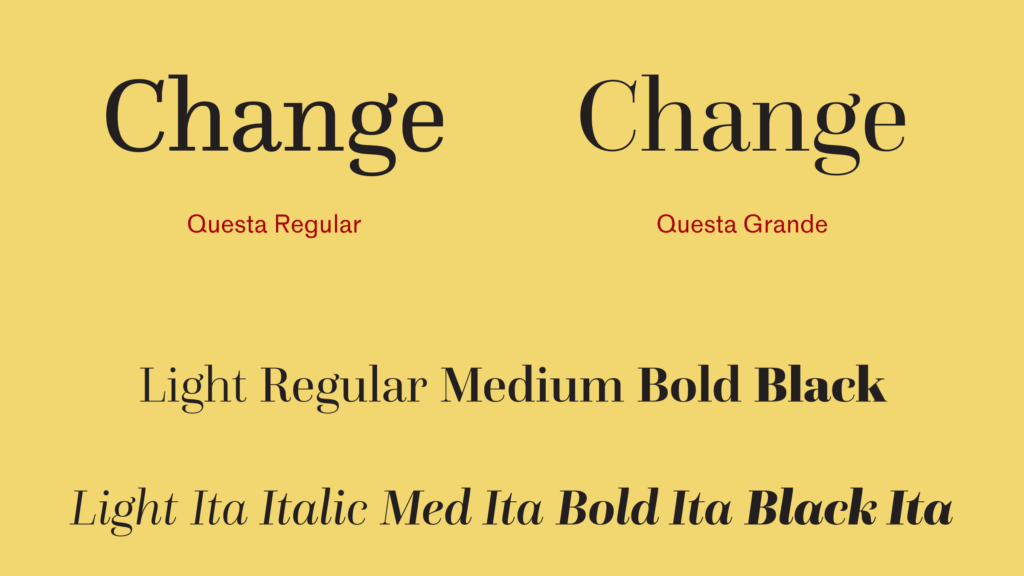 Change Change
Questa Regular Questa Grande
Light Regular Medium Bold Black
Light Ita Italic Med Ita Bold Ita Black Ita